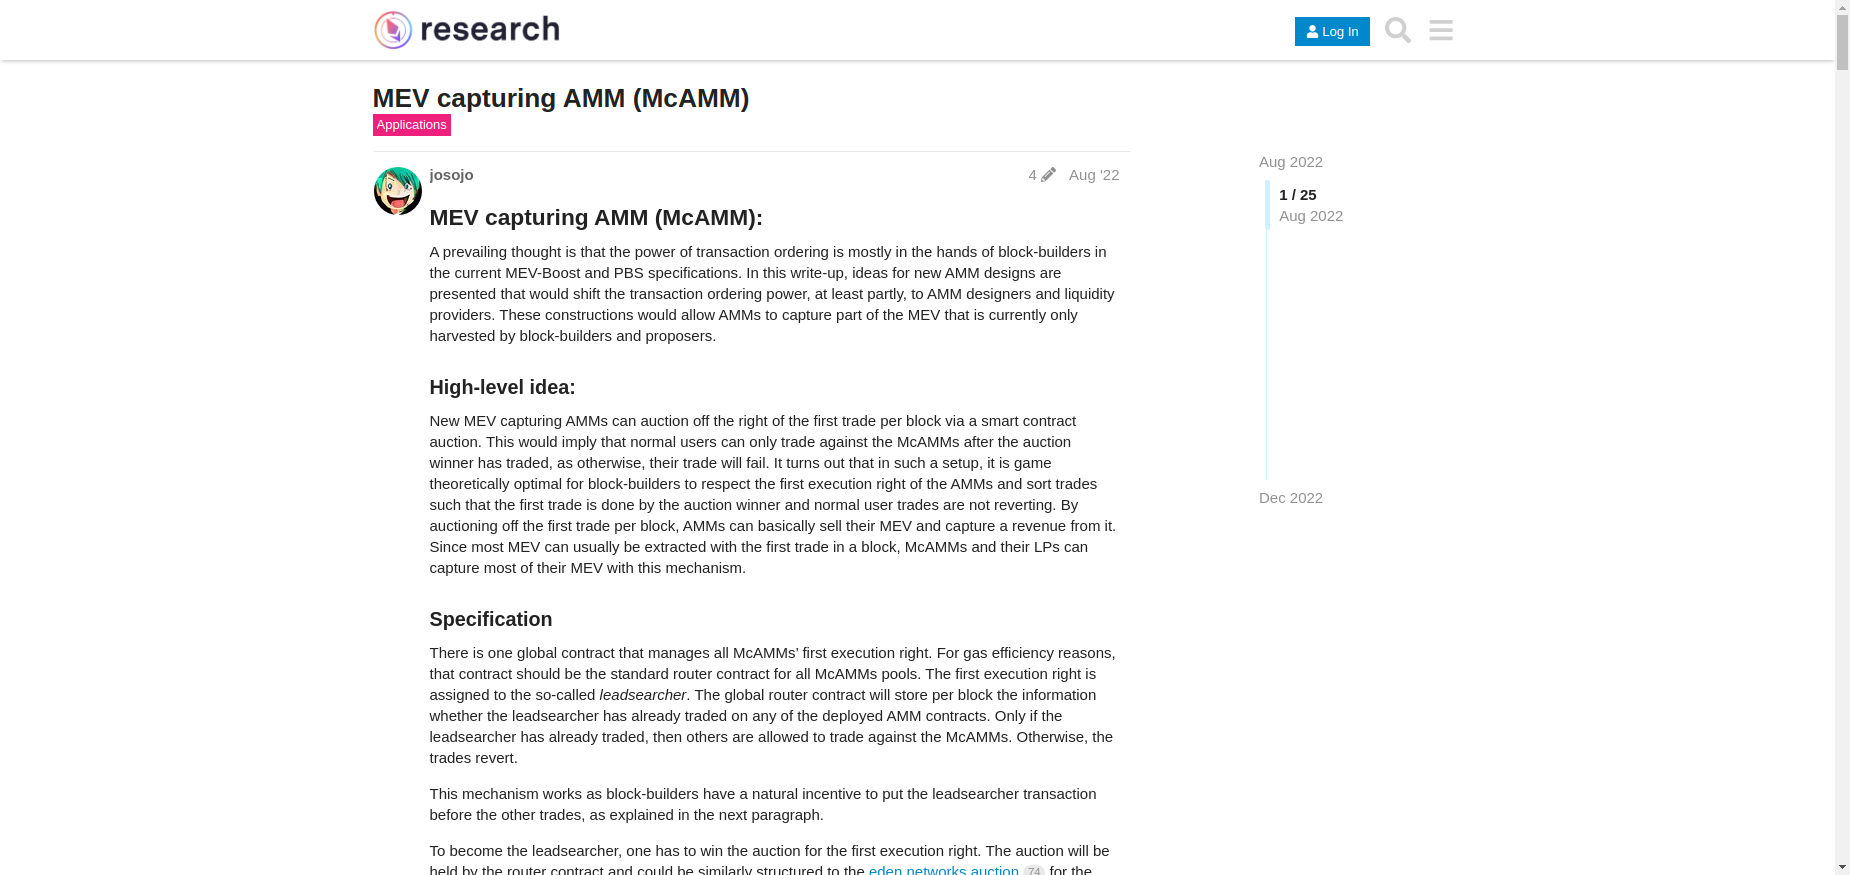 research
Log In
MEV capturing AMM (McAMM)
Applications
josojo
4
Aug '22
MEV capturing AMM (McAMM):
A prevailing thought is that the power of transaction ordering is mostly in the hands of block-builders in
the current MEV-Boost and PBS specifications. In this write-up, ideas for new AMM designs are
presented that would shift the transaction ordering power, at least partly, to AMM designers and liquidity
providers. These constructions would allow AMMs to capture part of the MEV that is currently only
harvested by block-builders and proposers.
High-level idea:
New MEV capturing AMMs can auction off the right of the first trade per block via a smart contract
auction. This would imply that normal users can only trade against the McAMMs after the auction
winner has traded, as otherwise, their trade will fail. It turns out that in such a setup, it is game
theoretically optimal for block-builders to respect the first execution right of the AMMs and sort trades
such that the first trade is done by the auction winner and normal user trades are not reverting. By
auctioning off the first trade per block, AMMs can basically sell their MEV and capture a revenue from it.
Since most MEV can usually be extracted with the first trade in a block, McAMMs and their LPs can
capture most of their MEV with this mechanism.
Specification
There is one global contract that manages all McAMMs’ first execution right. For gas efficiency reasons,
that contract should be the standard router contract for all McAMMs pools. The first execution right is
assigned to the so-called leadsearcher. The global router contract will store per block the information
whether the leadsearcher has already traded on any of the deployed AMM contracts. Only if the
leadsearcher has already traded, then others are allowed to trade against the McAMMs. Otherwise, the
trades revert.
This mechanism works as block-builders have a natural incentive to put the leadsearcher transaction
before the other trades, as explained in the next paragraph.
To become the leadsearcher, one has to win the auction for the first execution right. The auction will be
held by the router contract and could be similarly structured to the eden networks auction 74 for the
Aug 2022
1 / 25
Aug 2022
Dec 2022